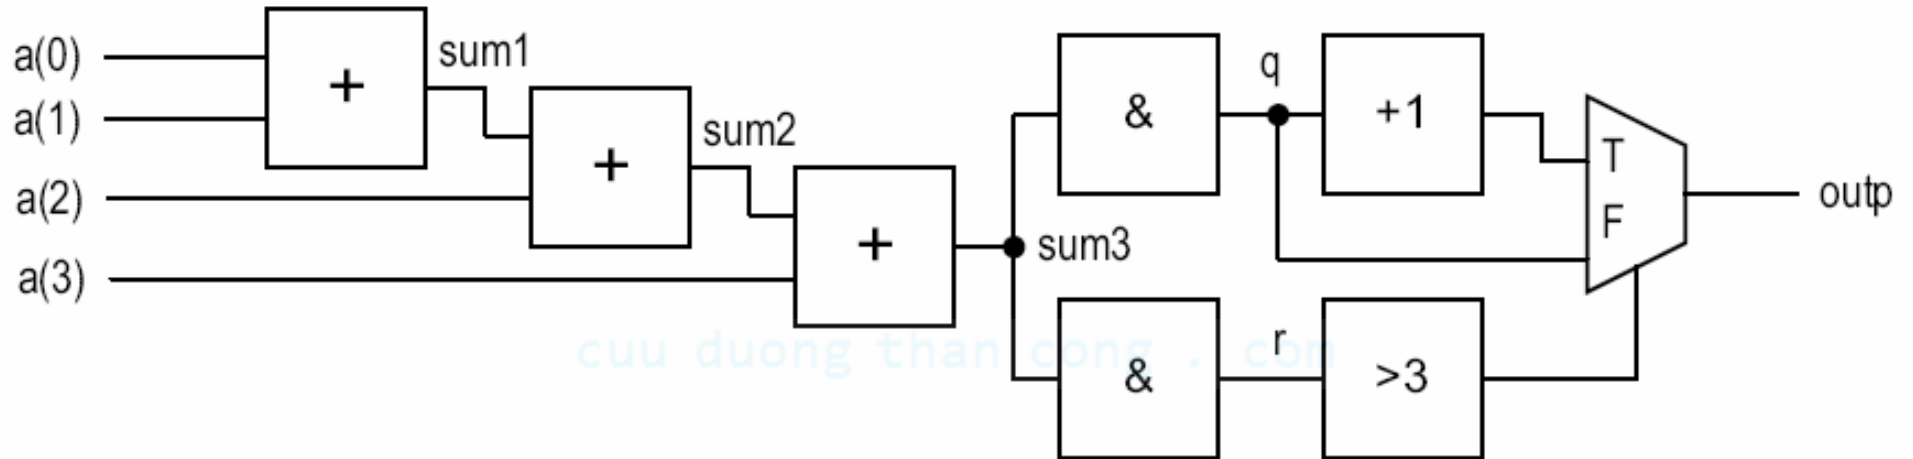 a(0)
a(1)
a(2)
a(3)
+
sum1
+
sum2
+
sum3
&
q
+1
T
F
outp
&
r
>3
cuu duong than cong . com